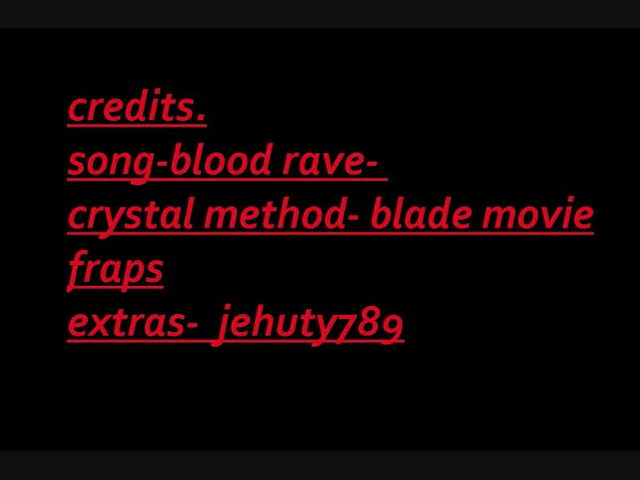 credits.
song-blood rave-
crystal method- blade movie
fraps
extras-  jehuty789